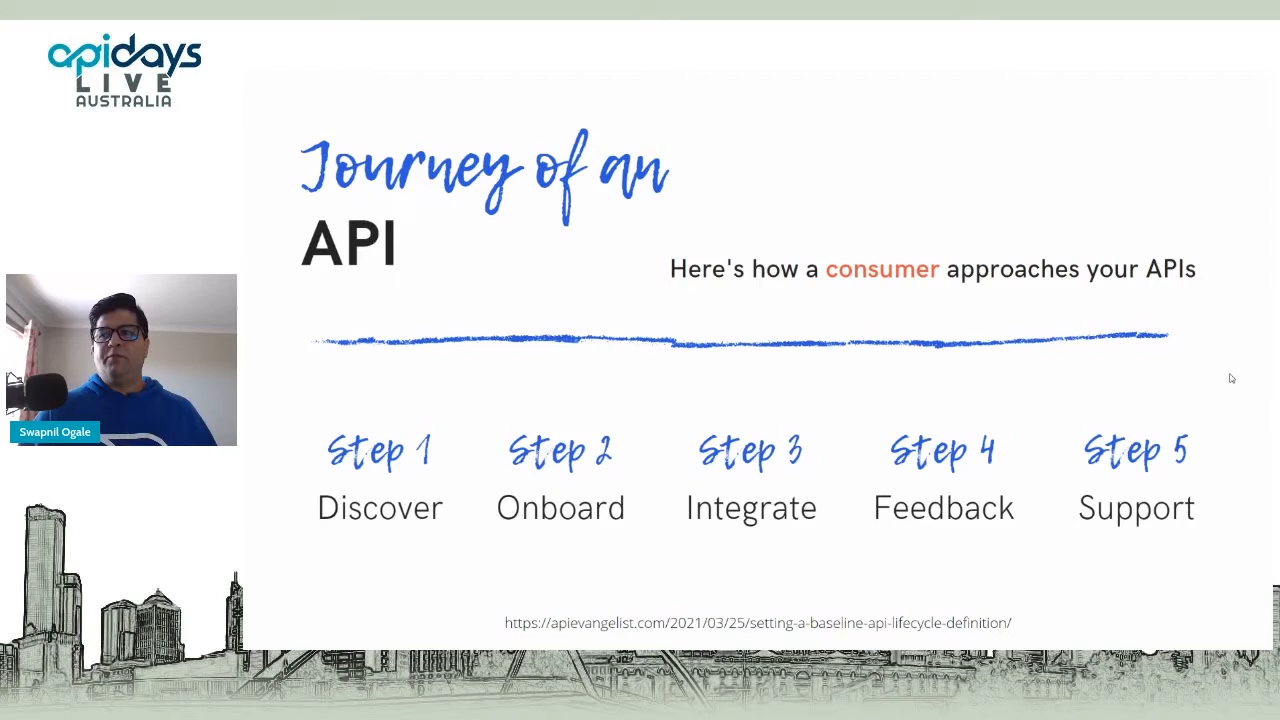 apidays
LIVE
AUSTRALIA
Journey of an
API
Here's how a consumer approaches your APIs
Swapnil Ogale
Step 1
Discover
Step 2
Onboard
Step 3
Integrate
Step 4
Feedback
Step 5
Support
https://apievangelist.com/2021/03/25/setting-a-baseline-api-lifecycle-definition/